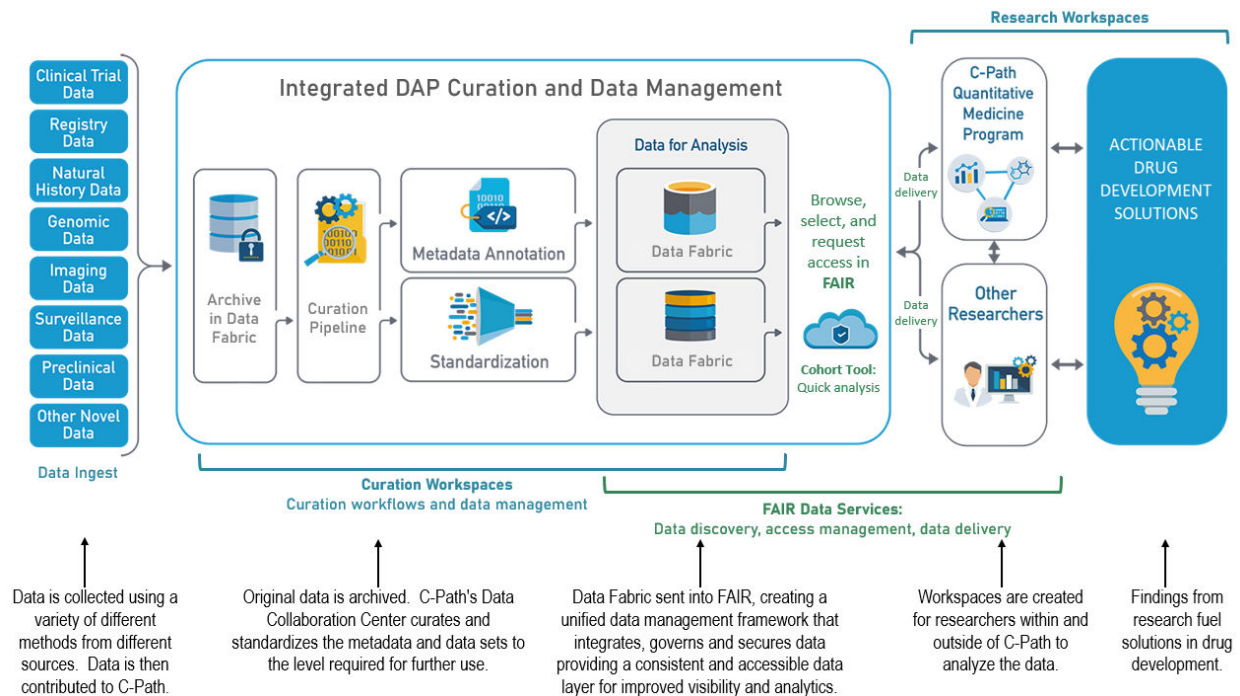 Research Workspaces
Clinical Trial
Data
Registry
Data
Natural
History Data
Genomic
Data
Imaging
Data
Surveillance
Data
Preclinical
Data
Other Novel
Data
Data Ingest
Integrated DAP Curation and Data Management
Archive
in Data
Fabric
Curation
Pipeline
10010
00110
Metadata Annotation
Standardization
Data for Analysis
Data Fabric
Data Fabric
Browse,
select, and
request
access in
FAIR
Cohort Tool:
Quick analysis
Data
delivery
Data
delivery
C-Path
Quantitative
Medicine
Program
Other
Researchers
ACTIONABLE
DRUG
DEVELOPMENT
SOLUTIONS
Curation Workspaces
Curation workflows and data management
FAIR Data Services:
Data discovery, access management, data delivery
Data is collected using a
variety of different
methods from different
sources.  Data is then
contributed to C-Path.
Original data is archived.  C-Path's Data
Collaboration Center curates and
standardizes the metadata and data sets to
the level required for further use.
Data Fabric sent into FAIR, creating a
unified data management framework that
integrates, governs and secures data
providing a consistent and accessible data
layer for improved visibility and analytics.
Workspaces are created
for researchers within and
outside of C-Path to
analyze the data.
Findings from
research fuel
solutions in drug
development.